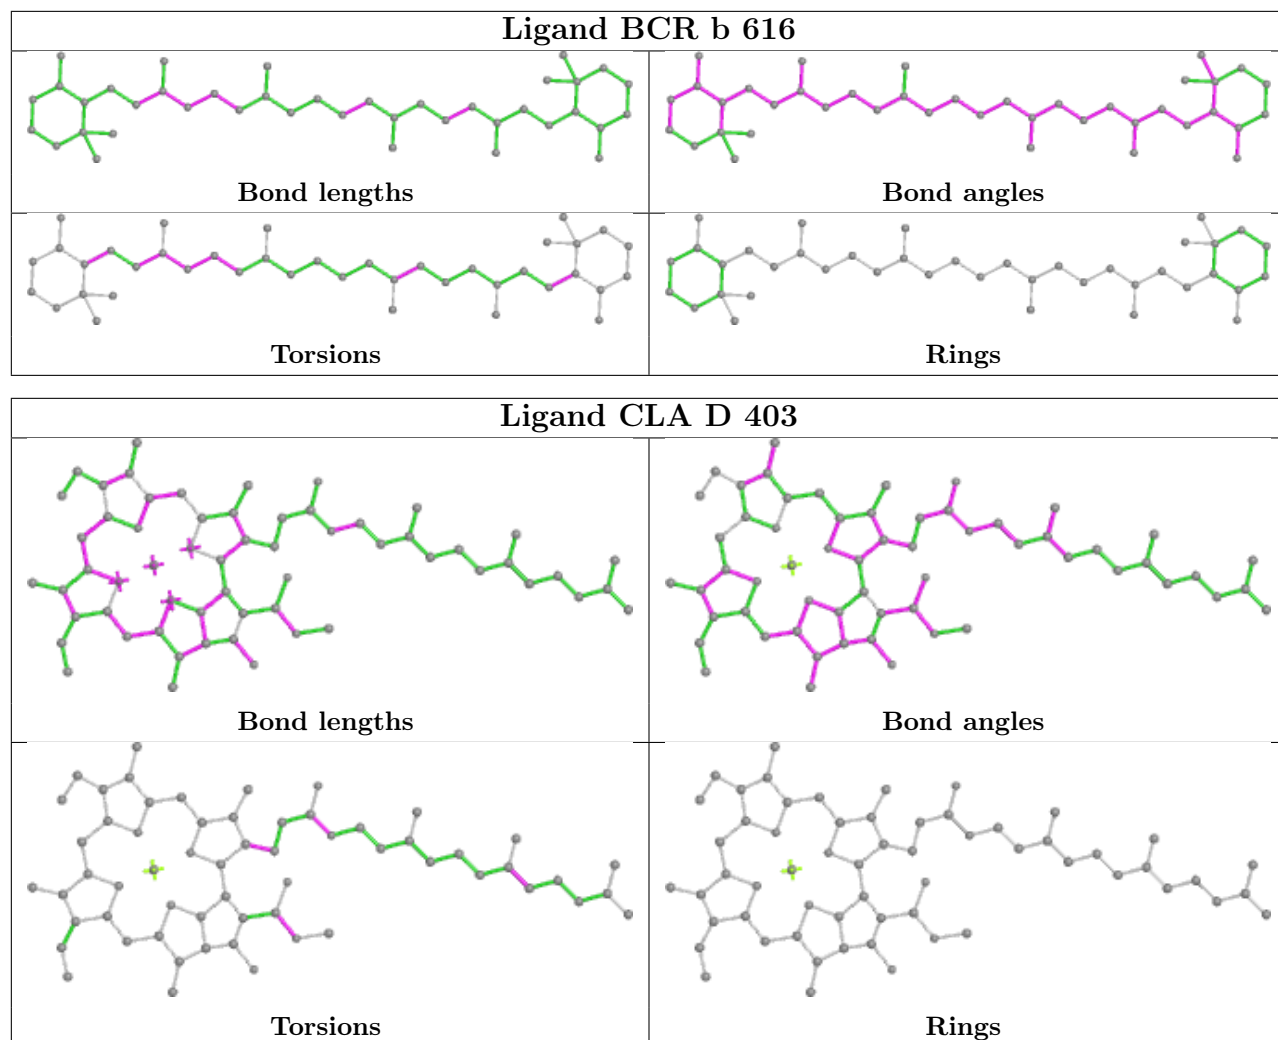 Ligand BCR b 616
Bond lengths
Bond angles
Torsions
Rings
Ligand CLA D 403
Bond lengths
Bond angles
Torsions
Rings